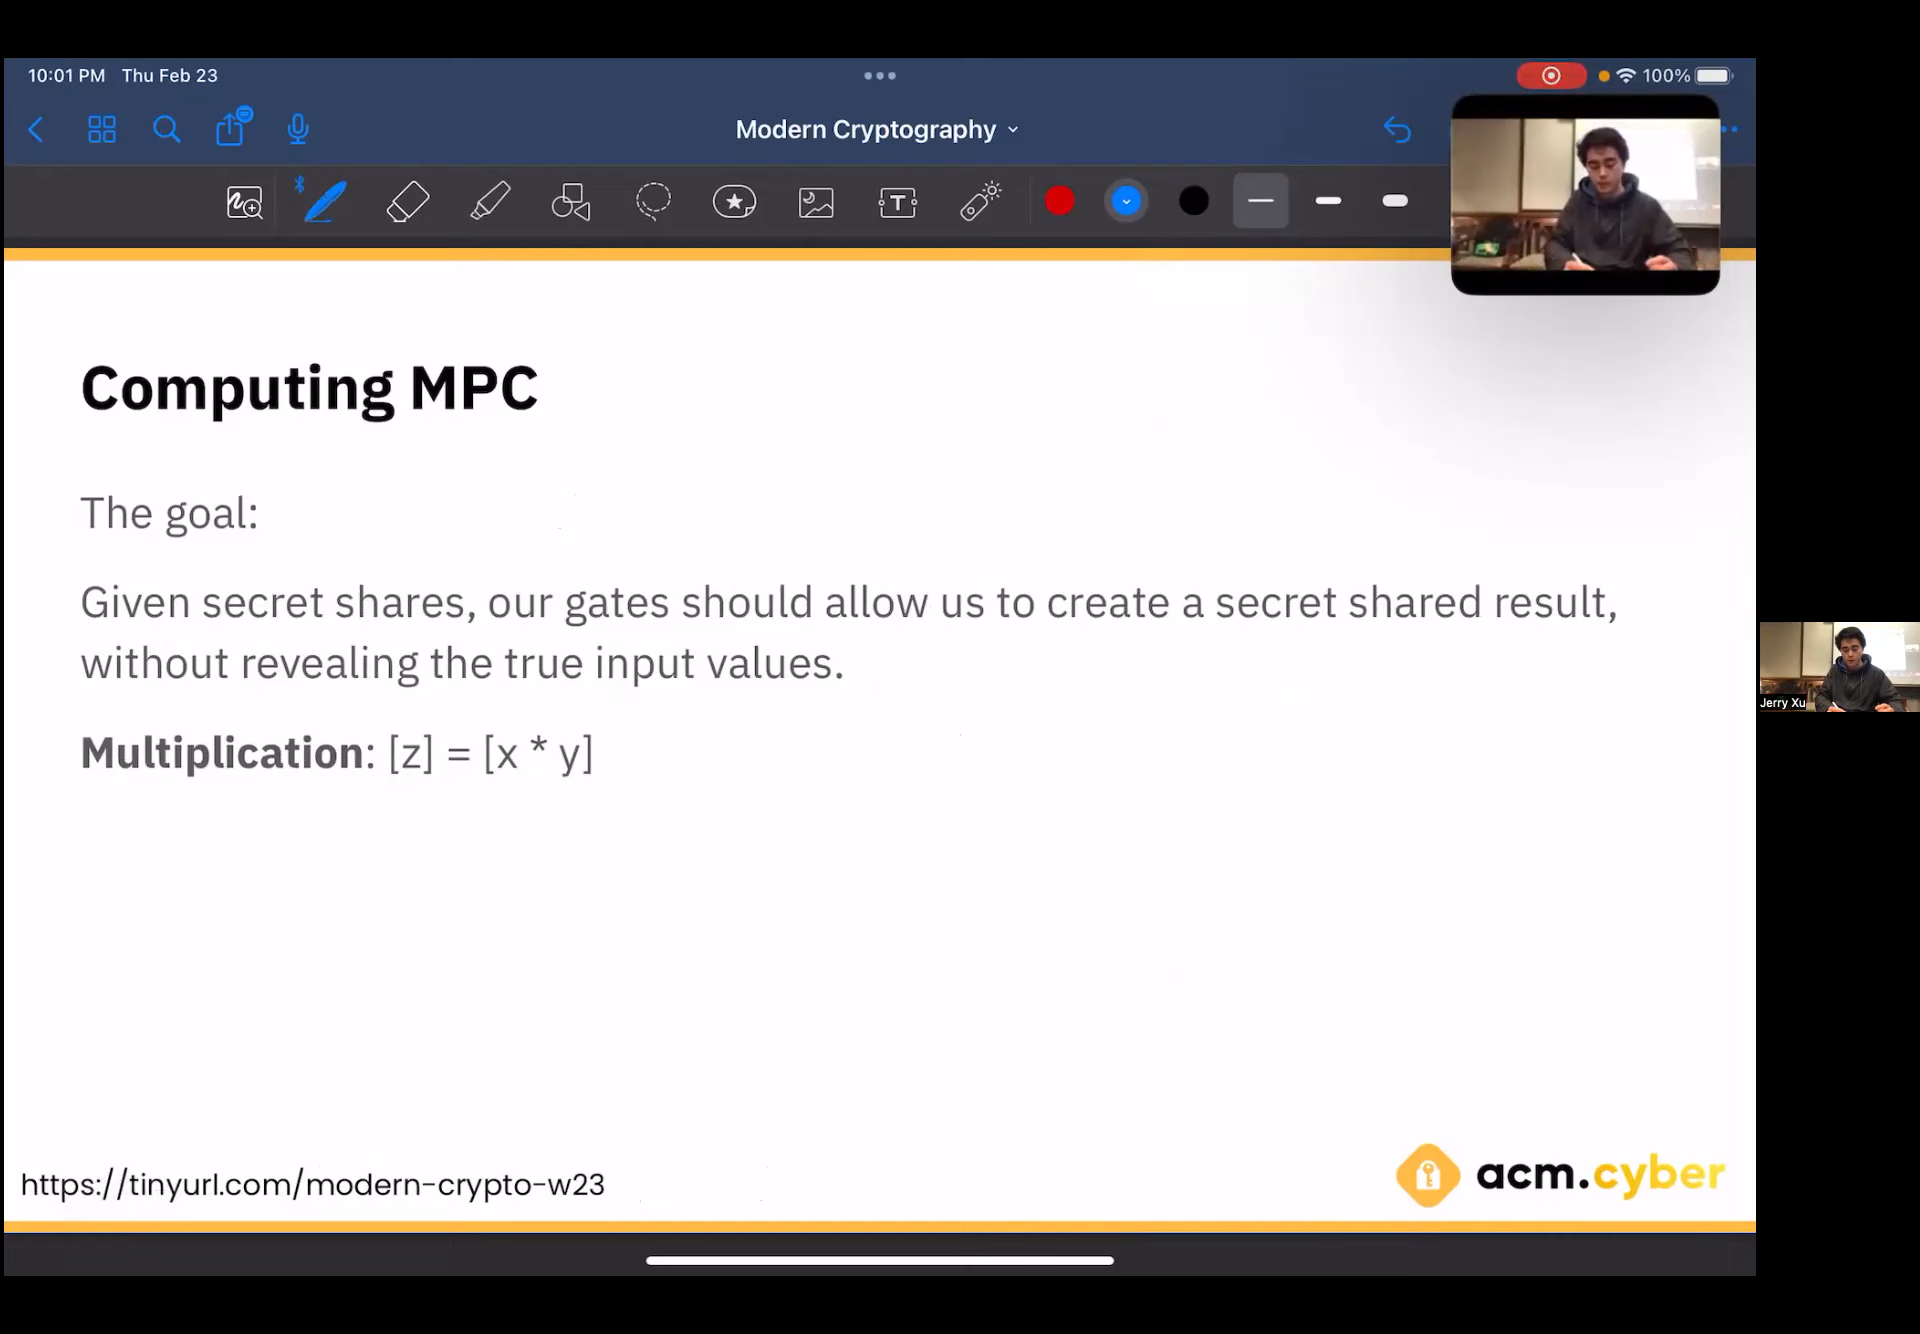 10:01 PM Thu Feb 23
100%
Modern Cryptography
T
Computing MPC
The goal:
Given secret shares, our gates should allow us to create a secret shared result,
without revealing the true input values.
Multiplication: [z] = [x * y]
Jerry Xu
https://tinyurl.com/modern-crypto-w23
acm.cyber